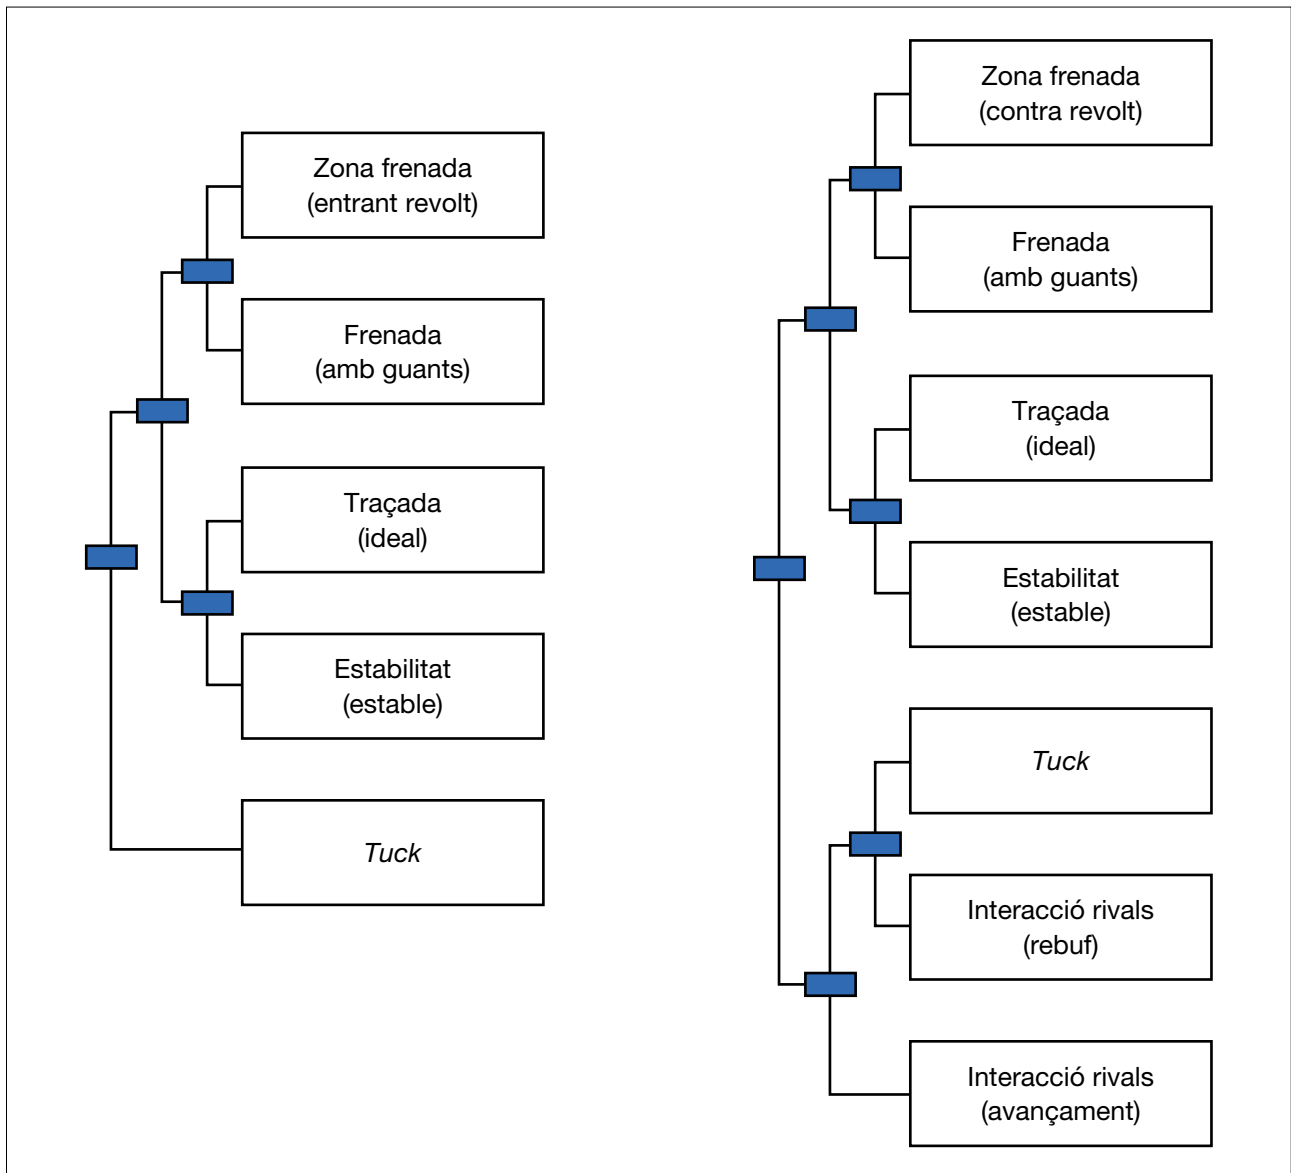 Zona frenada
(entrant revolt)
Frenada
(amb guants)
Traçada
(ideal)
Estabilitat
(estable)
Tuck
Zona frenada
(contra revolt)
Frenada
(amb guants)
Traçada
(ideal)
Estabilitat
(estable)
Tuck
Interacció rivals
(rebuf)
Interacció rivals
(avançament)